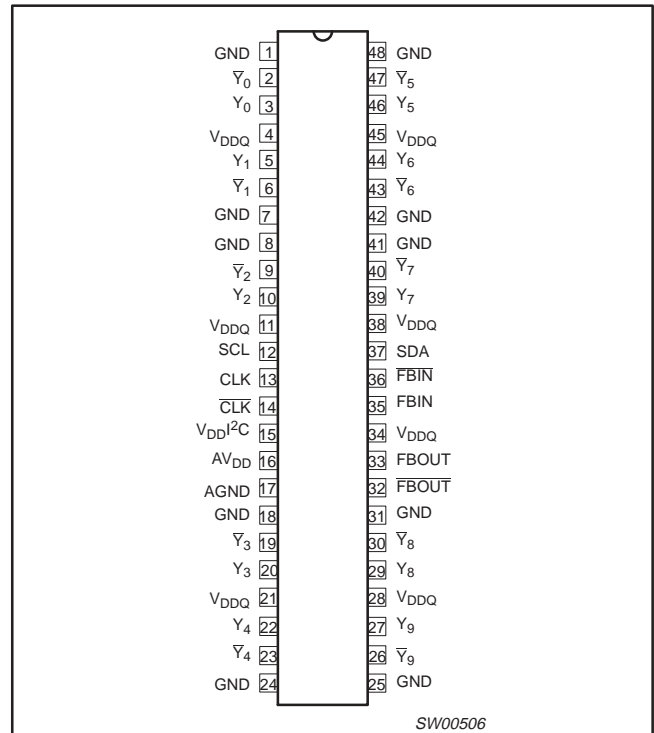 GND 1 48 GND
Y̅0 2 47 Y̅5
Y0 3 46 Y5
VDDQ 4 45 VDDQ
Y1 5 44 Y6
Y̅1 6 43 Y̅6
GND 7 42 GND
GND 8 41 GND
Y̅2 9 40 Y̅7
Y2 10 39 Y7
VDDQ 11 38 VDDQ
SCL 12 37 SDA
CLK 13 36 F̅B̅I̅N̅
C̅L̅K̅ 14 35 FBIN
VDDI²C 15 34 VDDQ
AVDD 16 33 FBOUT
AGND 17 32 F̅B̅O̅U̅T̅
GND 18 31 GND
Y̅3 19 30 Y̅8
Y3 20 29 Y8
VDDQ 21 28 VDDQ
Y4 22 27 Y9
Y̅4 23 26 Y̅9
GND 24 25 GND
SW00506